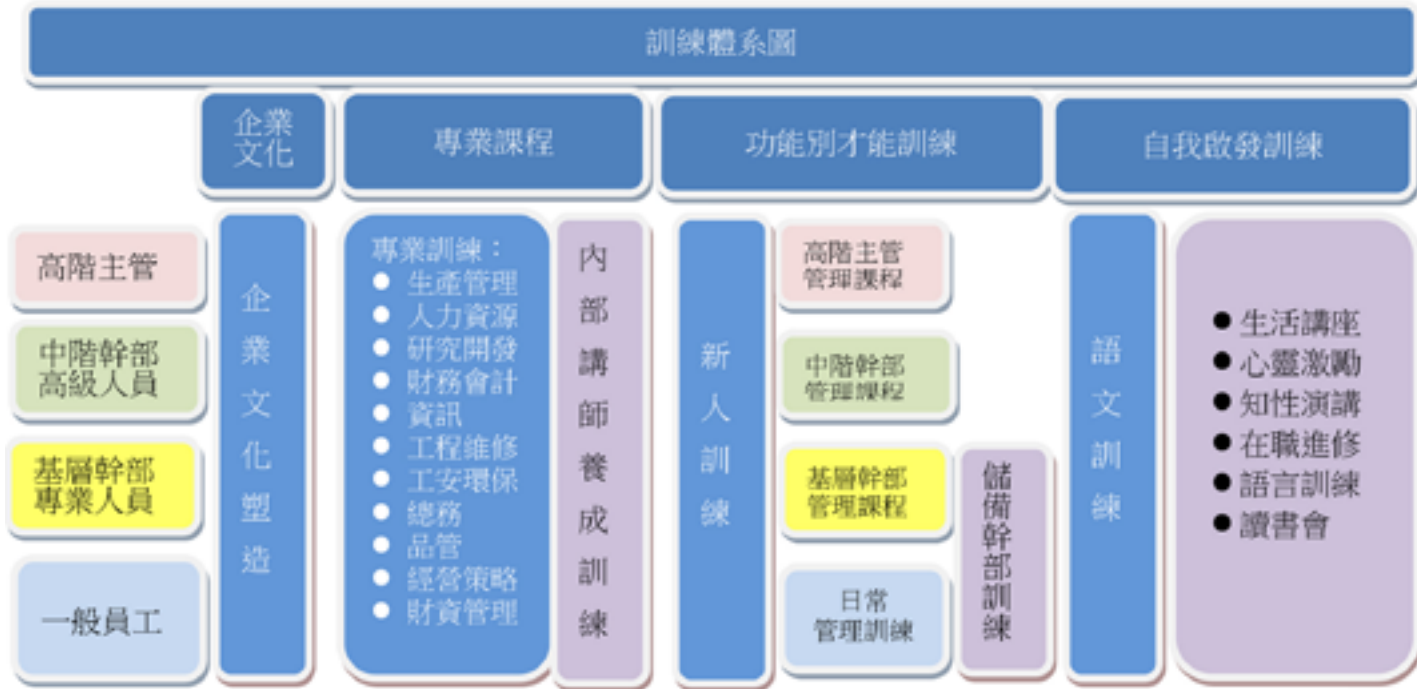 訓練體系圖
企業
文化
專業課程
功能別才能訓練
自我啟發訓練
高階主管
中階幹部
高級人員
基層幹部
專業人員
一般員工
企業文化塑造
專業訓練：
● 生產管理
● 人力資源
● 研究開發
● 財務會計
● 資訊
● 工程維修
● 工安環保
● 總務
● 品管
● 經營策略
● 財資管理
內部講師養成訓練
新人訓練
高階主管
管理課程
中階幹部
管理課程
基層幹部
管理課程
日常
管理訓練
儲備幹部訓練
語文訓練
● 生活講座
● 心靈激勵
● 知性演講
● 在職進修
● 語言訓練
● 讀書會